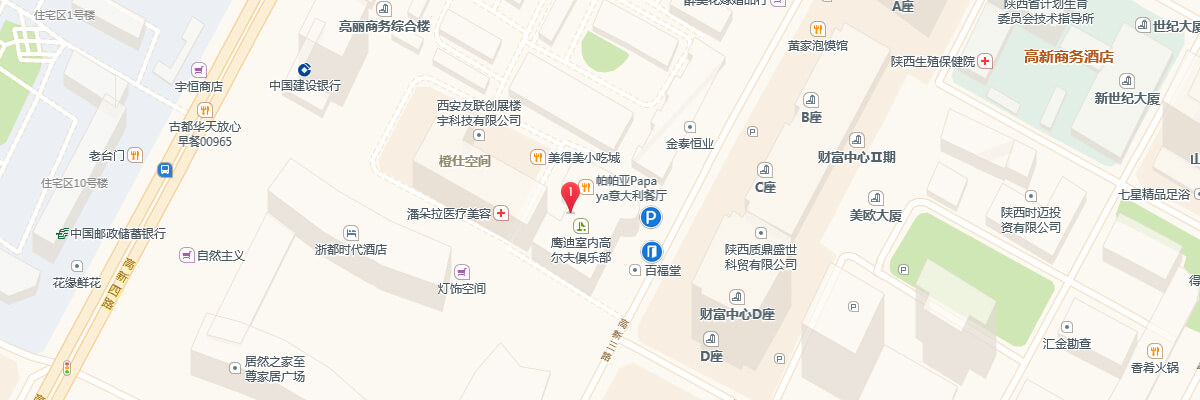 住宅区1号楼
高丽商务综合楼
A座
陕西省计划生育
委员会技术指导所
世纪大厦
黄家泡馍馆
高新商务酒店
陕西生殖保健院
宇恒商店
中国建设银行
新世纪大厦
西安友联创展楼
宇科技有限公司
B座
古都华天放心
早餐00965
金泰恒业
老台门
橙仕空间
美得美小吃城
财富中心II期
住宅区10号楼
帕帕亚Papa
ya意大利餐厅
C座
七星精品足浴
潘朵拉医疗美容
美欧大厦
陕西时迈投
资有限公司
中国邮政储蓄银行
自然主义
浙都时代酒店
鹰迪室内高
尔夫俱乐部
陕西质鼎盛世
科贸有限公司
百福堂
花缘鲜花
灯饰空间
高新四路
财富中心D座
高新三路
D座
汇金勘查
居然之家至
尊家居广场
香肴火锅
高
得
P
P
P
P
P
P